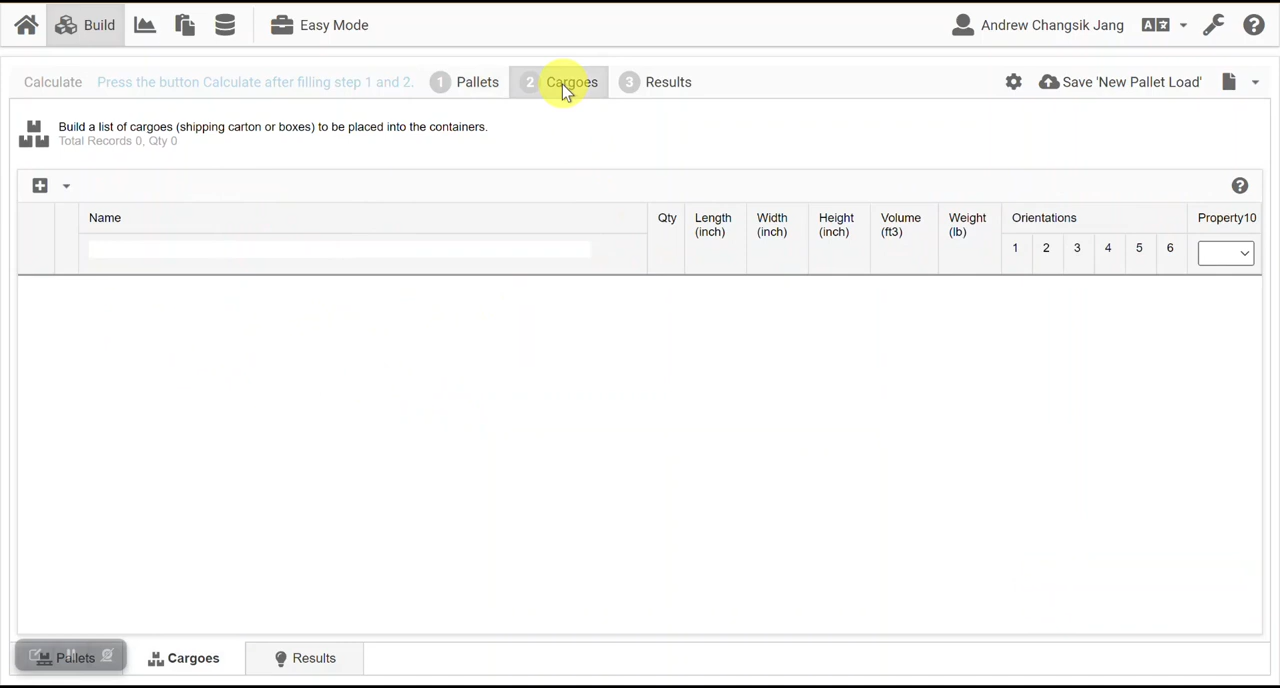 Build
Easy Mode
Andrew Changsik Jang
Calculate Press the button Calculate after filling step 1 and 2. 1 Pallets 2 Cargoes 3 Results Save 'New Pallet Load'
Build a list of cargoes (shipping carton or boxes) to be placed into the containers.
Total Records 0, Qty 0
Name Qty Length (inch) Width (inch) Height (inch) Volume (ft3) Weight (lb) Orientations Property10
1 2 3 4 5 6
Pallets Cargoes Results